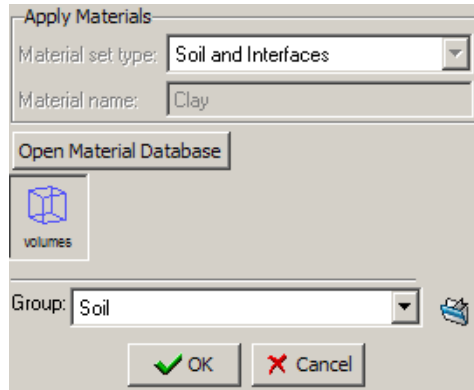 Apply Materials
Material set type: Soil and Interfaces
Material name: Clay
Open Material Database
volumes
Group: Soil
OK Cancel